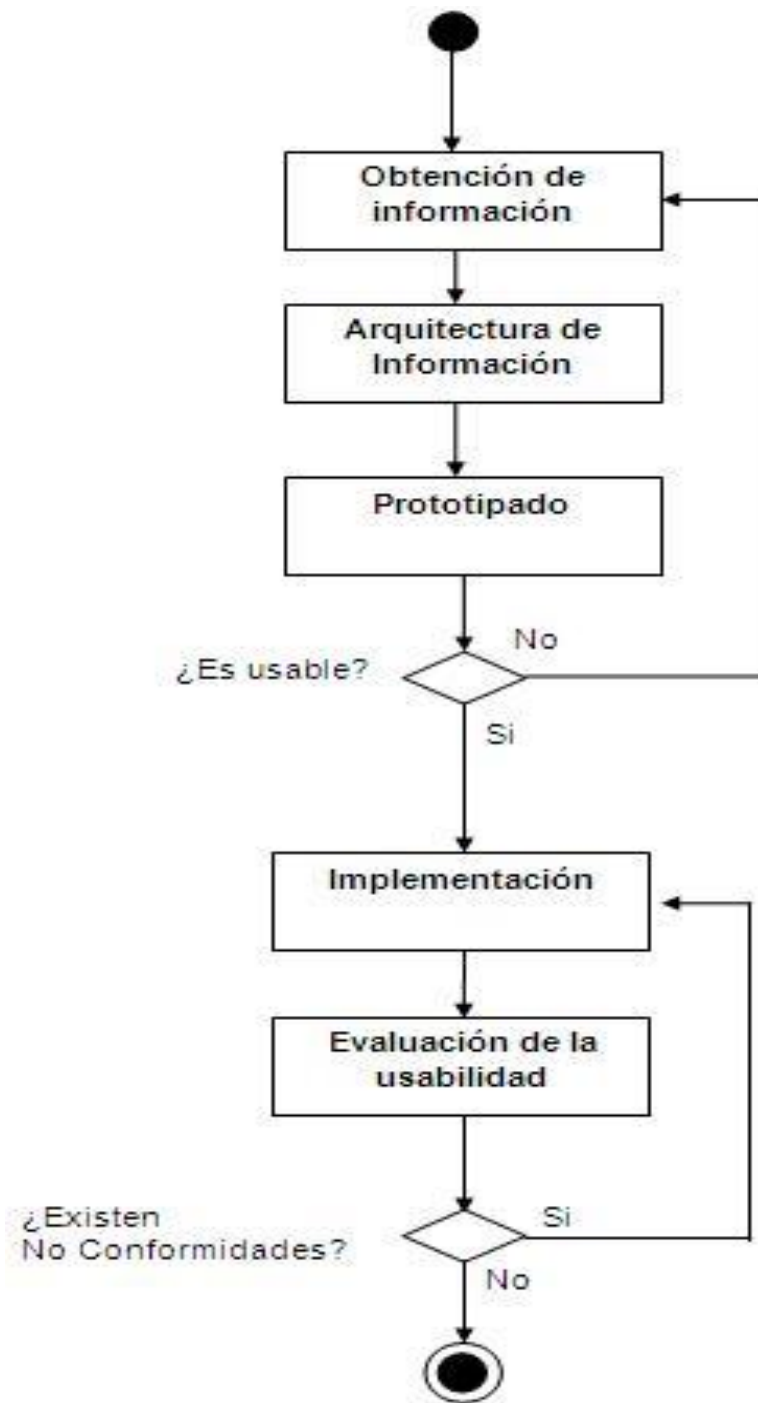 Obtención de
información
Arquitectura de
Información
Prototipado
No
¿Es usable?
Si
Implementación
Evaluación de la
usabilidad
¿Existen
No Conformidades?
Si
No